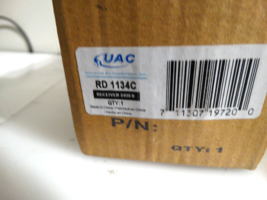 UAC
RD 1134C
RECEIVER DRIER
QTY: 1
7 11307 19720 0
P/N:
QTY: 1